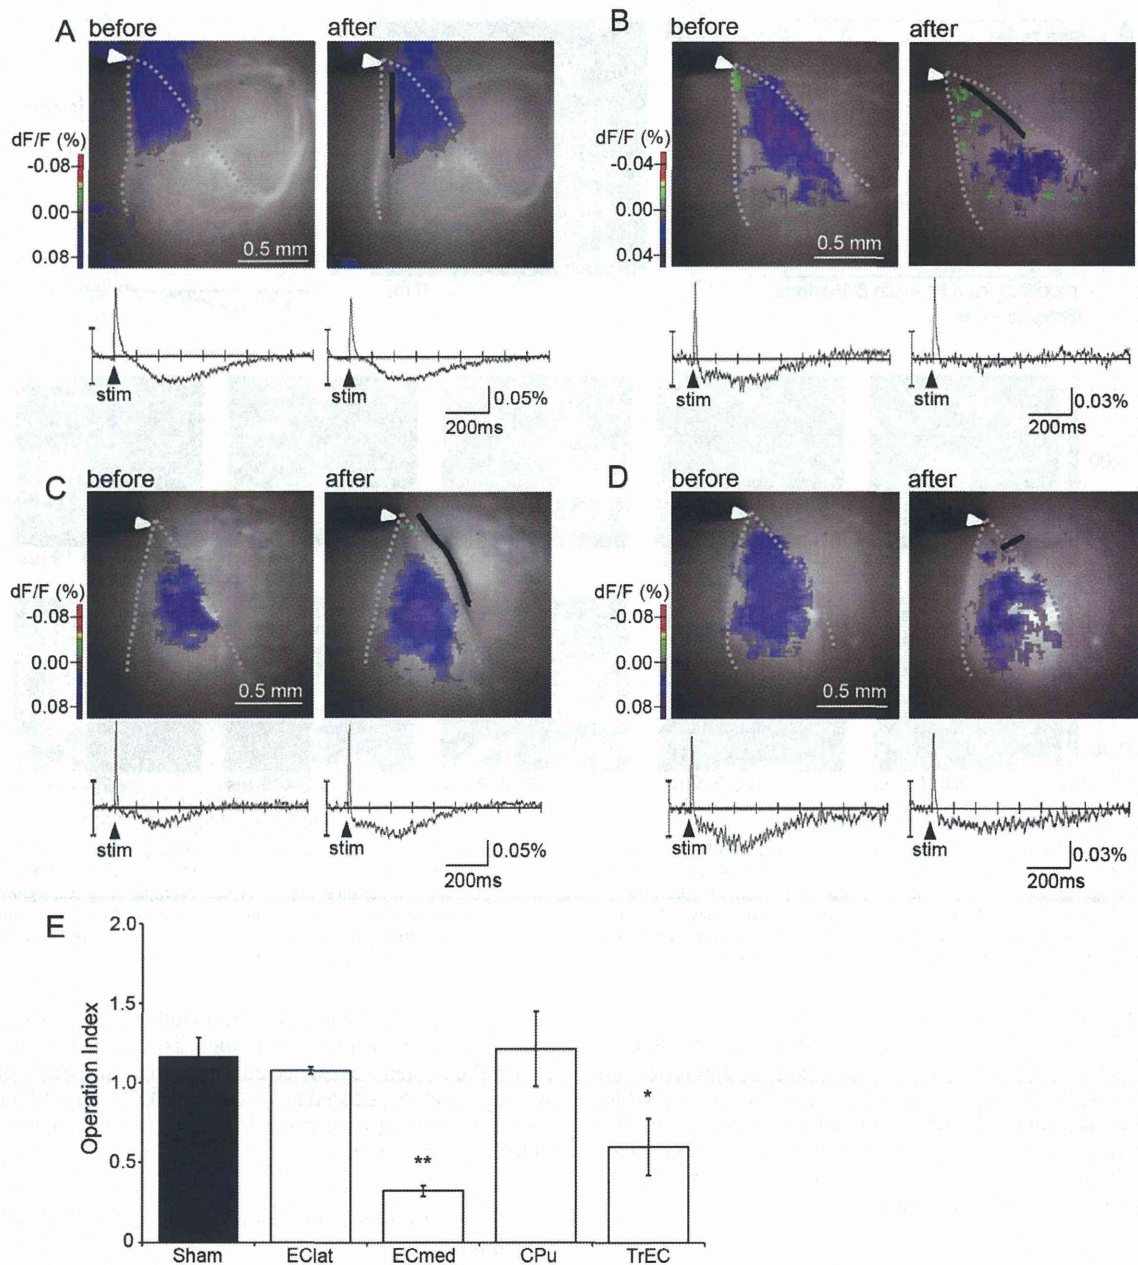 A
before
after
dF/F (%)
-0.08
0.00
0.08
0.5 mm
stim
stim
0.05%
200ms
B
before
after
dF/F (%)
-0.04
0.00
0.04
0.5 mm
stim
stim
0.03%
200ms
C
before
after
dF/F (%)
-0.08
0.00
0.08
0.5 mm
stim
stim
0.05%
200ms
D
before
after
dF/F (%)
-0.08
0.00
0.08
0.5 mm
stim
stim
0.03%
200ms
E
Operation Index
2.0
1.5
1.0
0.5
0
**
*
Sham
EClat
ECmed
CPu
TrEC